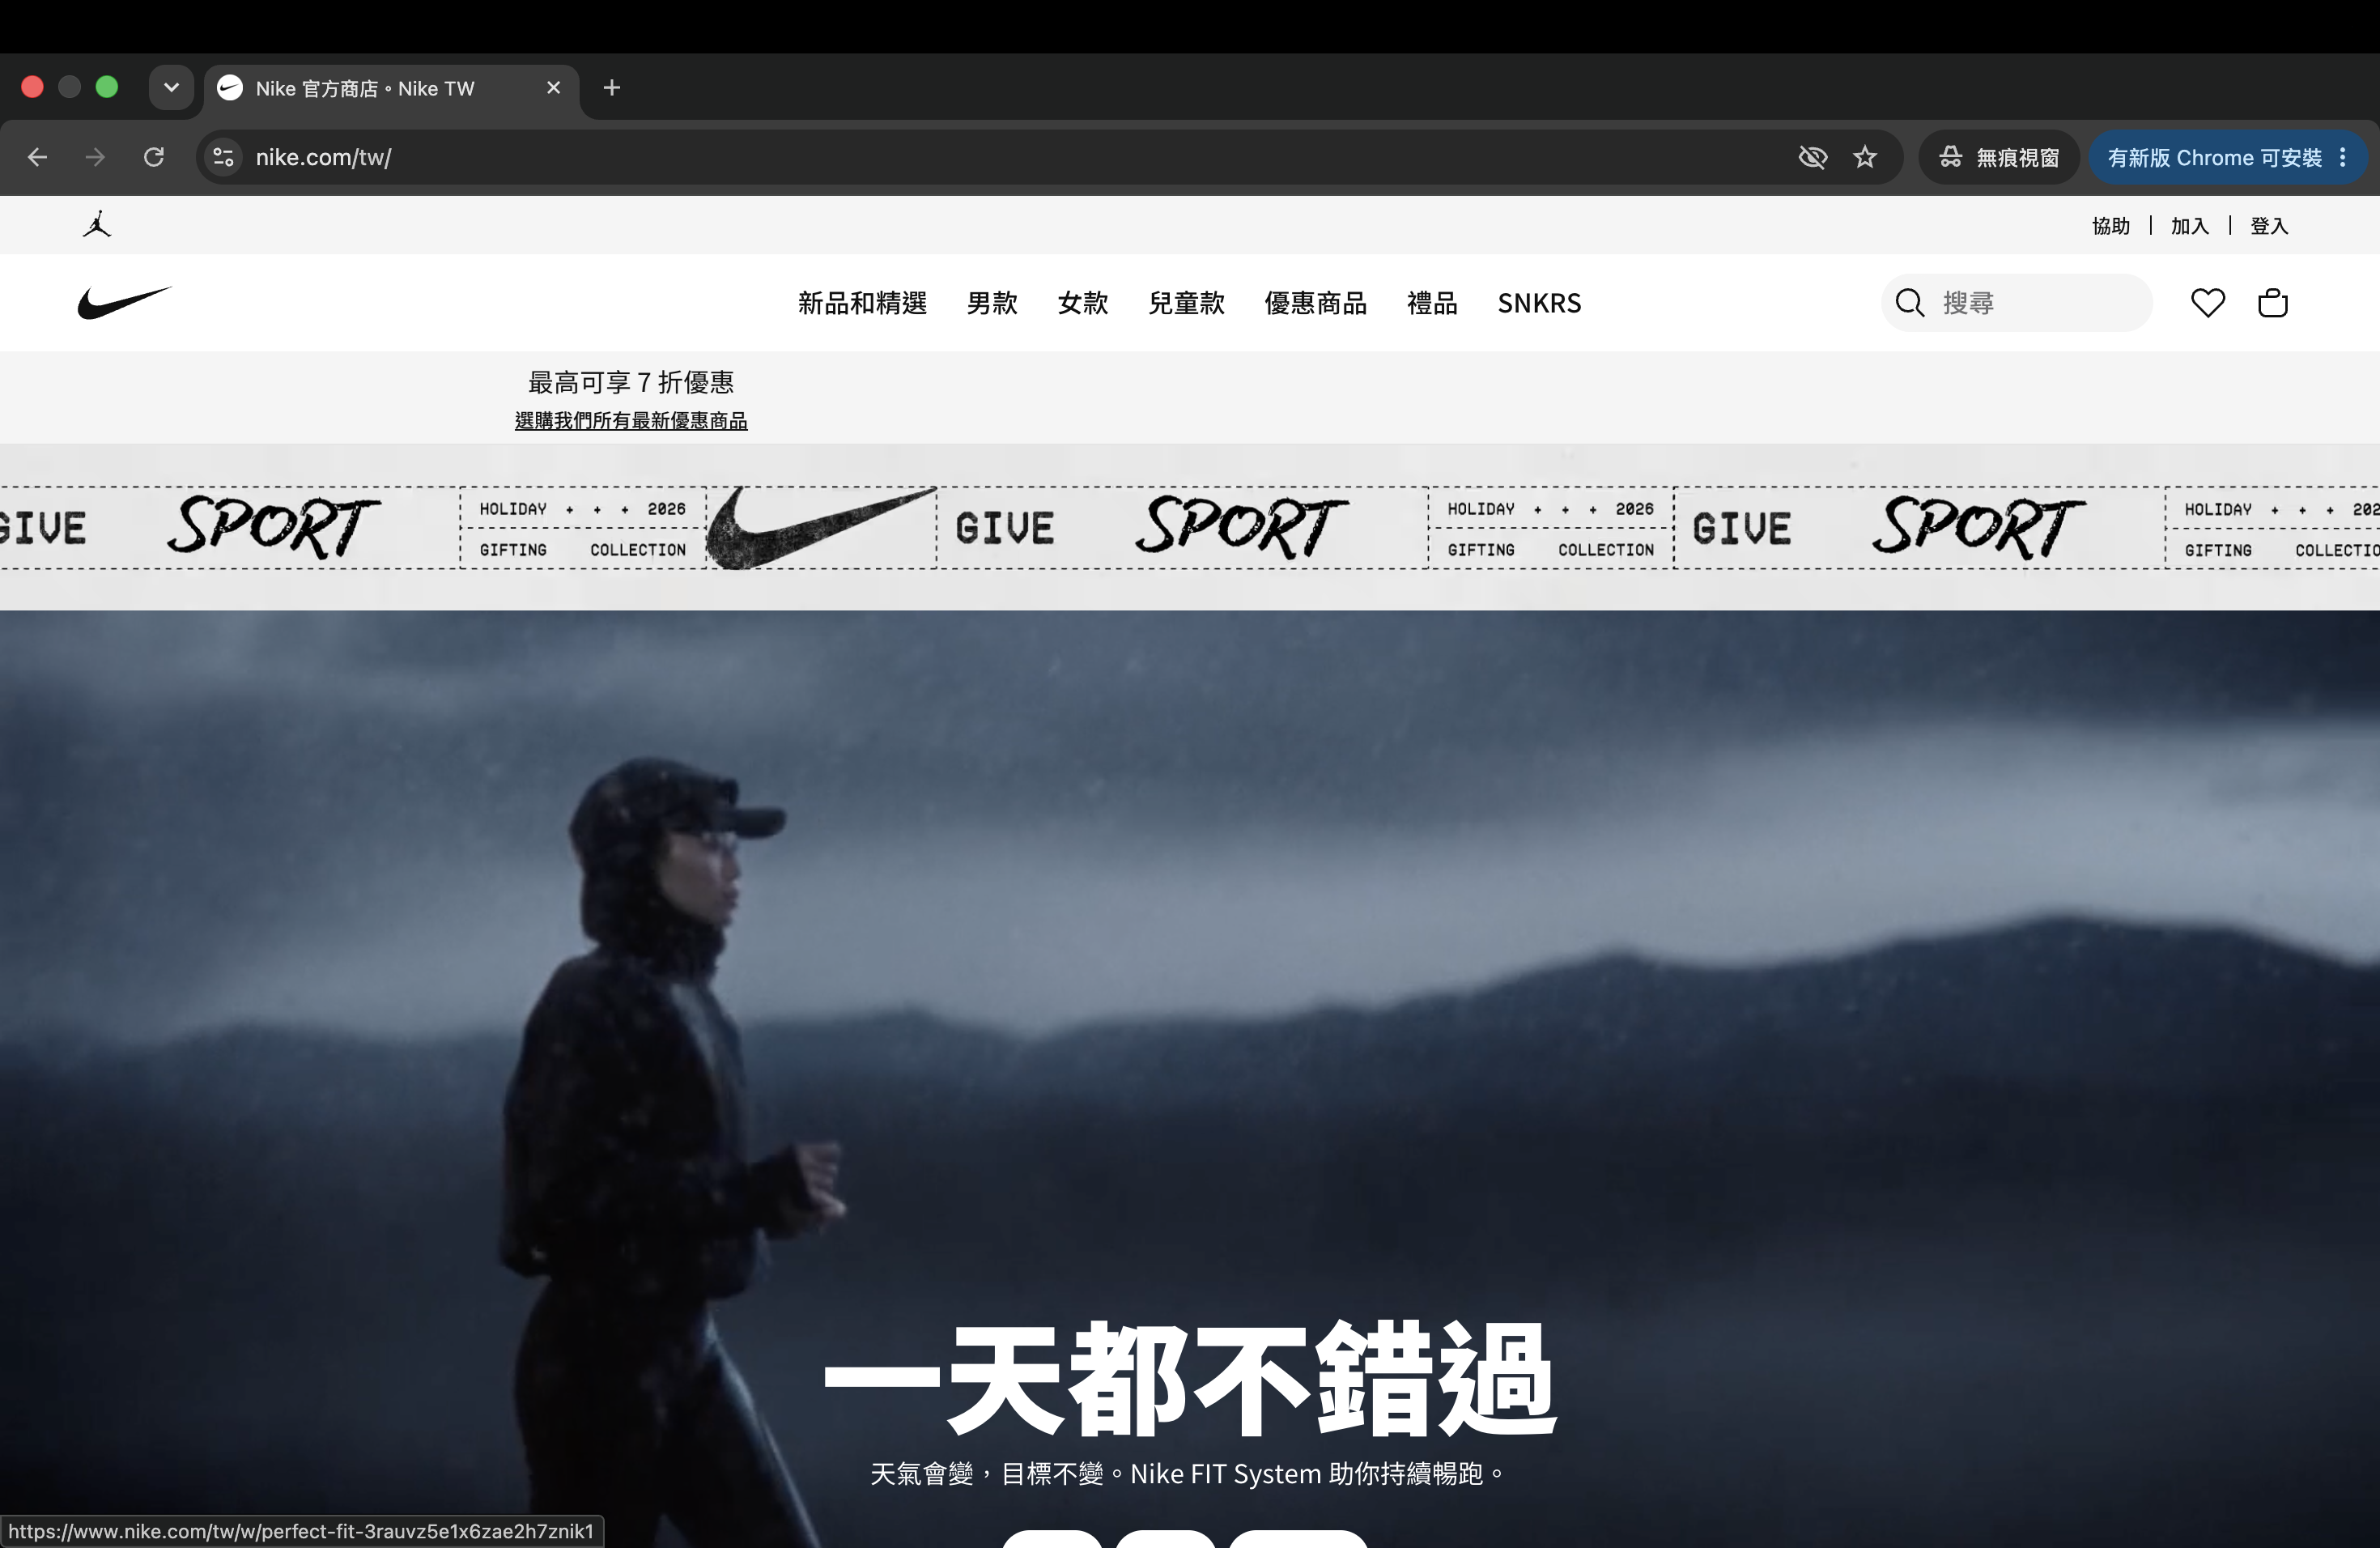 Nike 官方商店。Nike TW
nike.com/tw/
無痕視窗
有新版 Chrome 可安裝
協助 | 加入 | 登入
新品和精選 男款 女款 兒童款 優惠商品 禮品 SNKRS
搜尋
最高可享 7 折優惠
選購我們所有最新優惠商品
GIVE SPORT HOLIDAY + + + 2026 GIFTING COLLECTION GIVE SPORT HOLIDAY + + + 2026 GIFTING COLLECTION GIVE SPORT HOLIDAY + + + 202 GIFTING COLLECTIO
一天都不錯過
天氣會變，目標不變。Nike FIT System 助你持續暢跑。
https://www.nike.com/tw/w/perfect-fit-3rauvz5e1x6zae2h7znik1